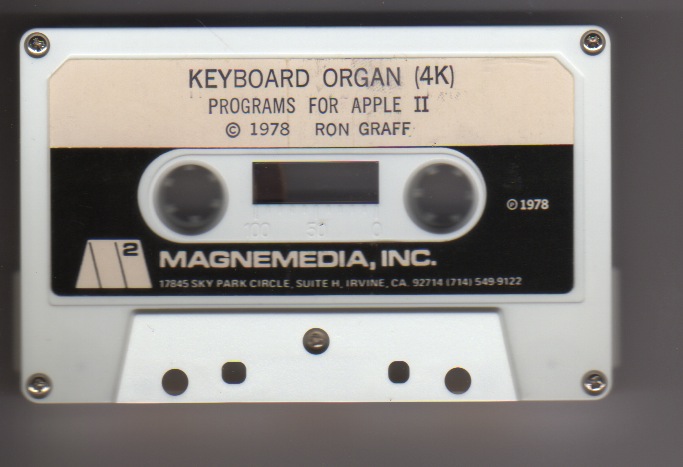 KEYBOARD ORGAN (4K)
PROGRAMS FOR APPLE II
© 1978 RON GRAFF
100 50 0
℗ 1978
M2
MAGNEMEDIA, INC.
17845 SKY PARK CIRCLE, SUITE H, IRVINE, CA. 92714 (714) 549-9122